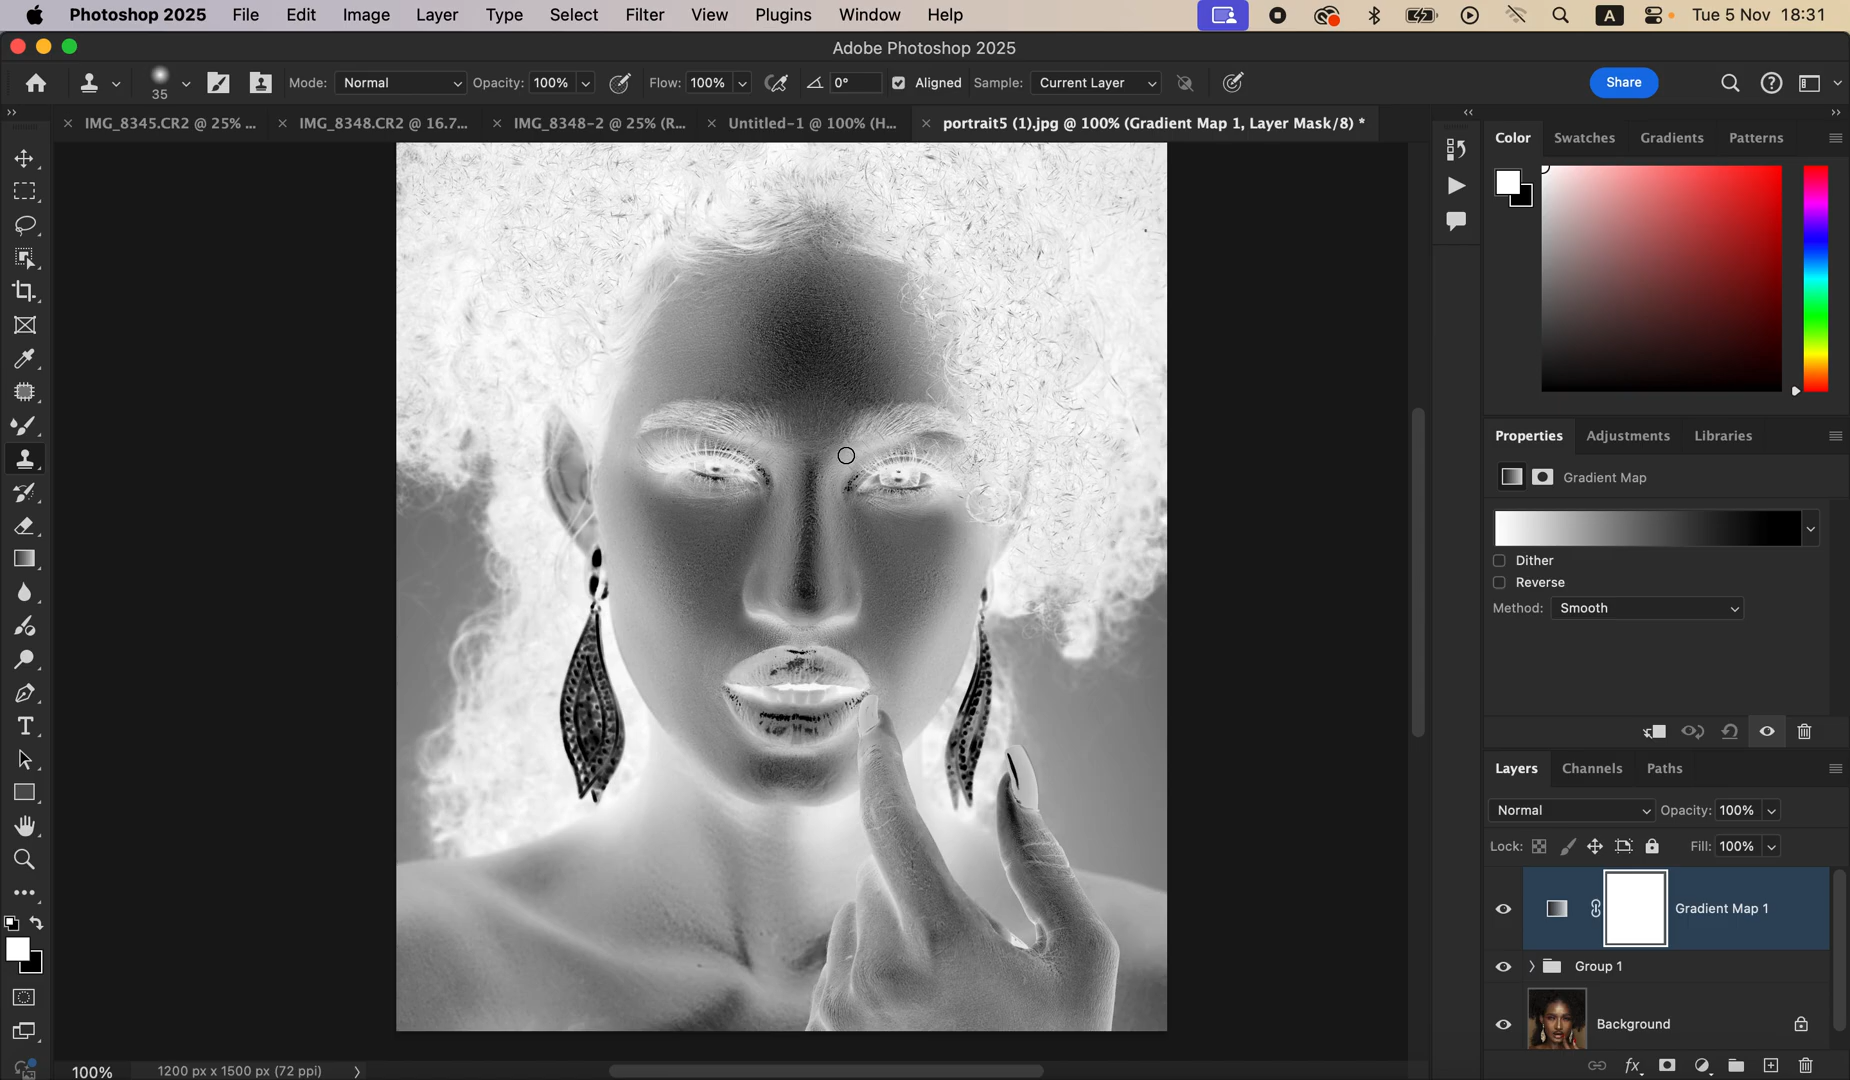 Photoshop 2025 File Edit Image Layer Type Select Filter View Plugins Window Help A Tue 5 Nov 18:31
Adobe Photoshop 2025
35 Mode: Normal Opacity: 100% Flow: 100% 0° Aligned Sample: Current Layer Share
IMG_8345.CR2 @ 25% ... IMG_8348.CR2 @ 16.7... IMG_8348-2 @ 25% (R... Untitled-1 @ 100% (H... portrait5 (1).jpg @ 100% (Gradient Map 1, Layer Mask/8) *
Color Swatches Gradients Patterns
Properties Adjustments Libraries
Gradient Map
Dither
Reverse
Method: Smooth
Layers Channels Paths
Normal Opacity: 100%
Lock: Fill: 100%
Gradient Map 1
Group 1
Background
100% 1200 px x 1500 px (72 ppi)